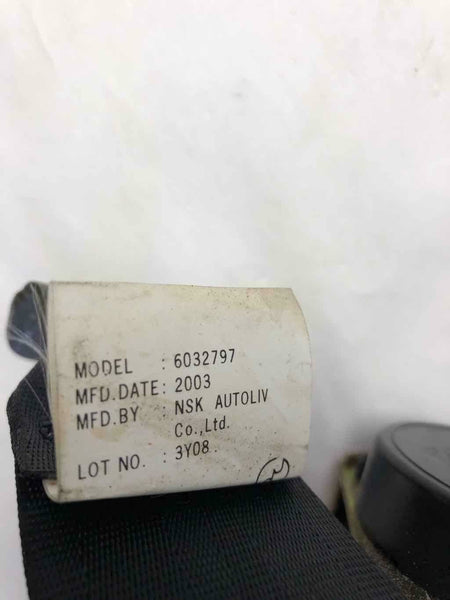 MODEL : 6032797
MFD.DATE: 2003
MFD.BY : NSK AUTOLIV
Co.,Ltd.
LOT NO. : 3Y08